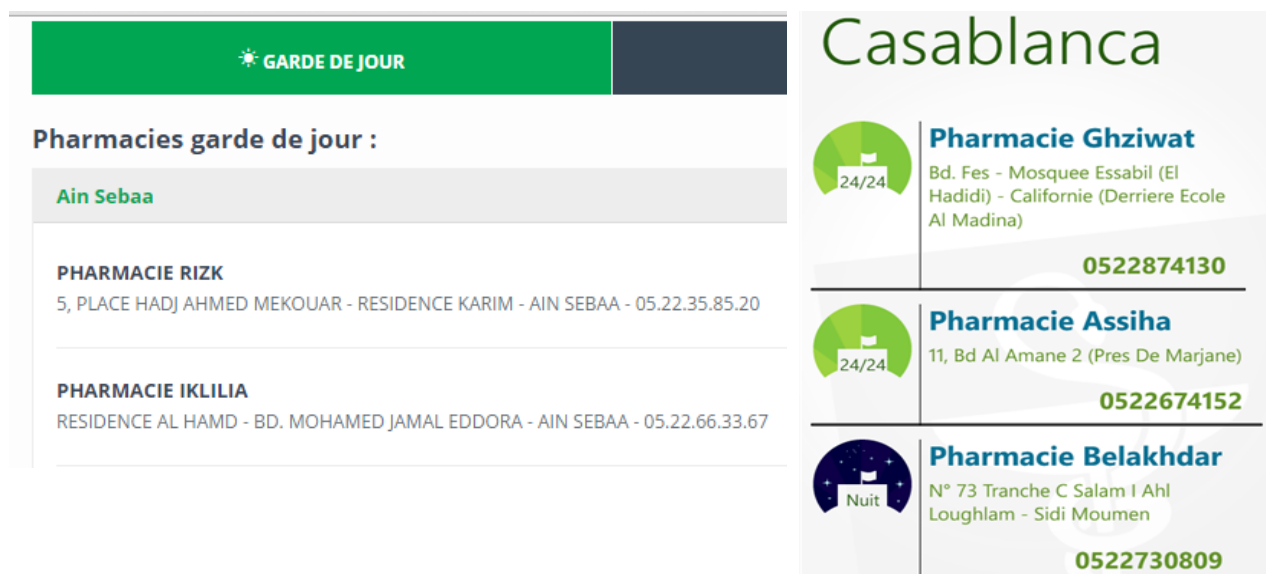 GARDE DE JOUR
Pharmacies garde de jour :
Ain Sebaa
PHARMACIE RIZK
5, PLACE HADJ AHMED MEKOUAR - RESIDENCE KARIM - AIN SEBAA - 05.22.35.85.20
PHARMACIE IKLILIA
RESIDENCE AL HAMD - BD. MOHAMED JAMAL EDDORA - AIN SEBAA - 05.22.66.33.67
Casablanca
24/24
Pharmacie Ghziwat
Bd. Fes - Mosquee Essabil (El
Hadidi) - Californie (Derriere Ecole
Al Madina)
0522874130
24/24
Pharmacie Assiha
11, Bd Al Amane 2 (Pres De Marjane)
0522674152
Nuit
Pharmacie Belakhdar
N° 73 Tranche C Salam I Ahl
Loughlam - Sidi Moumen
0522730809